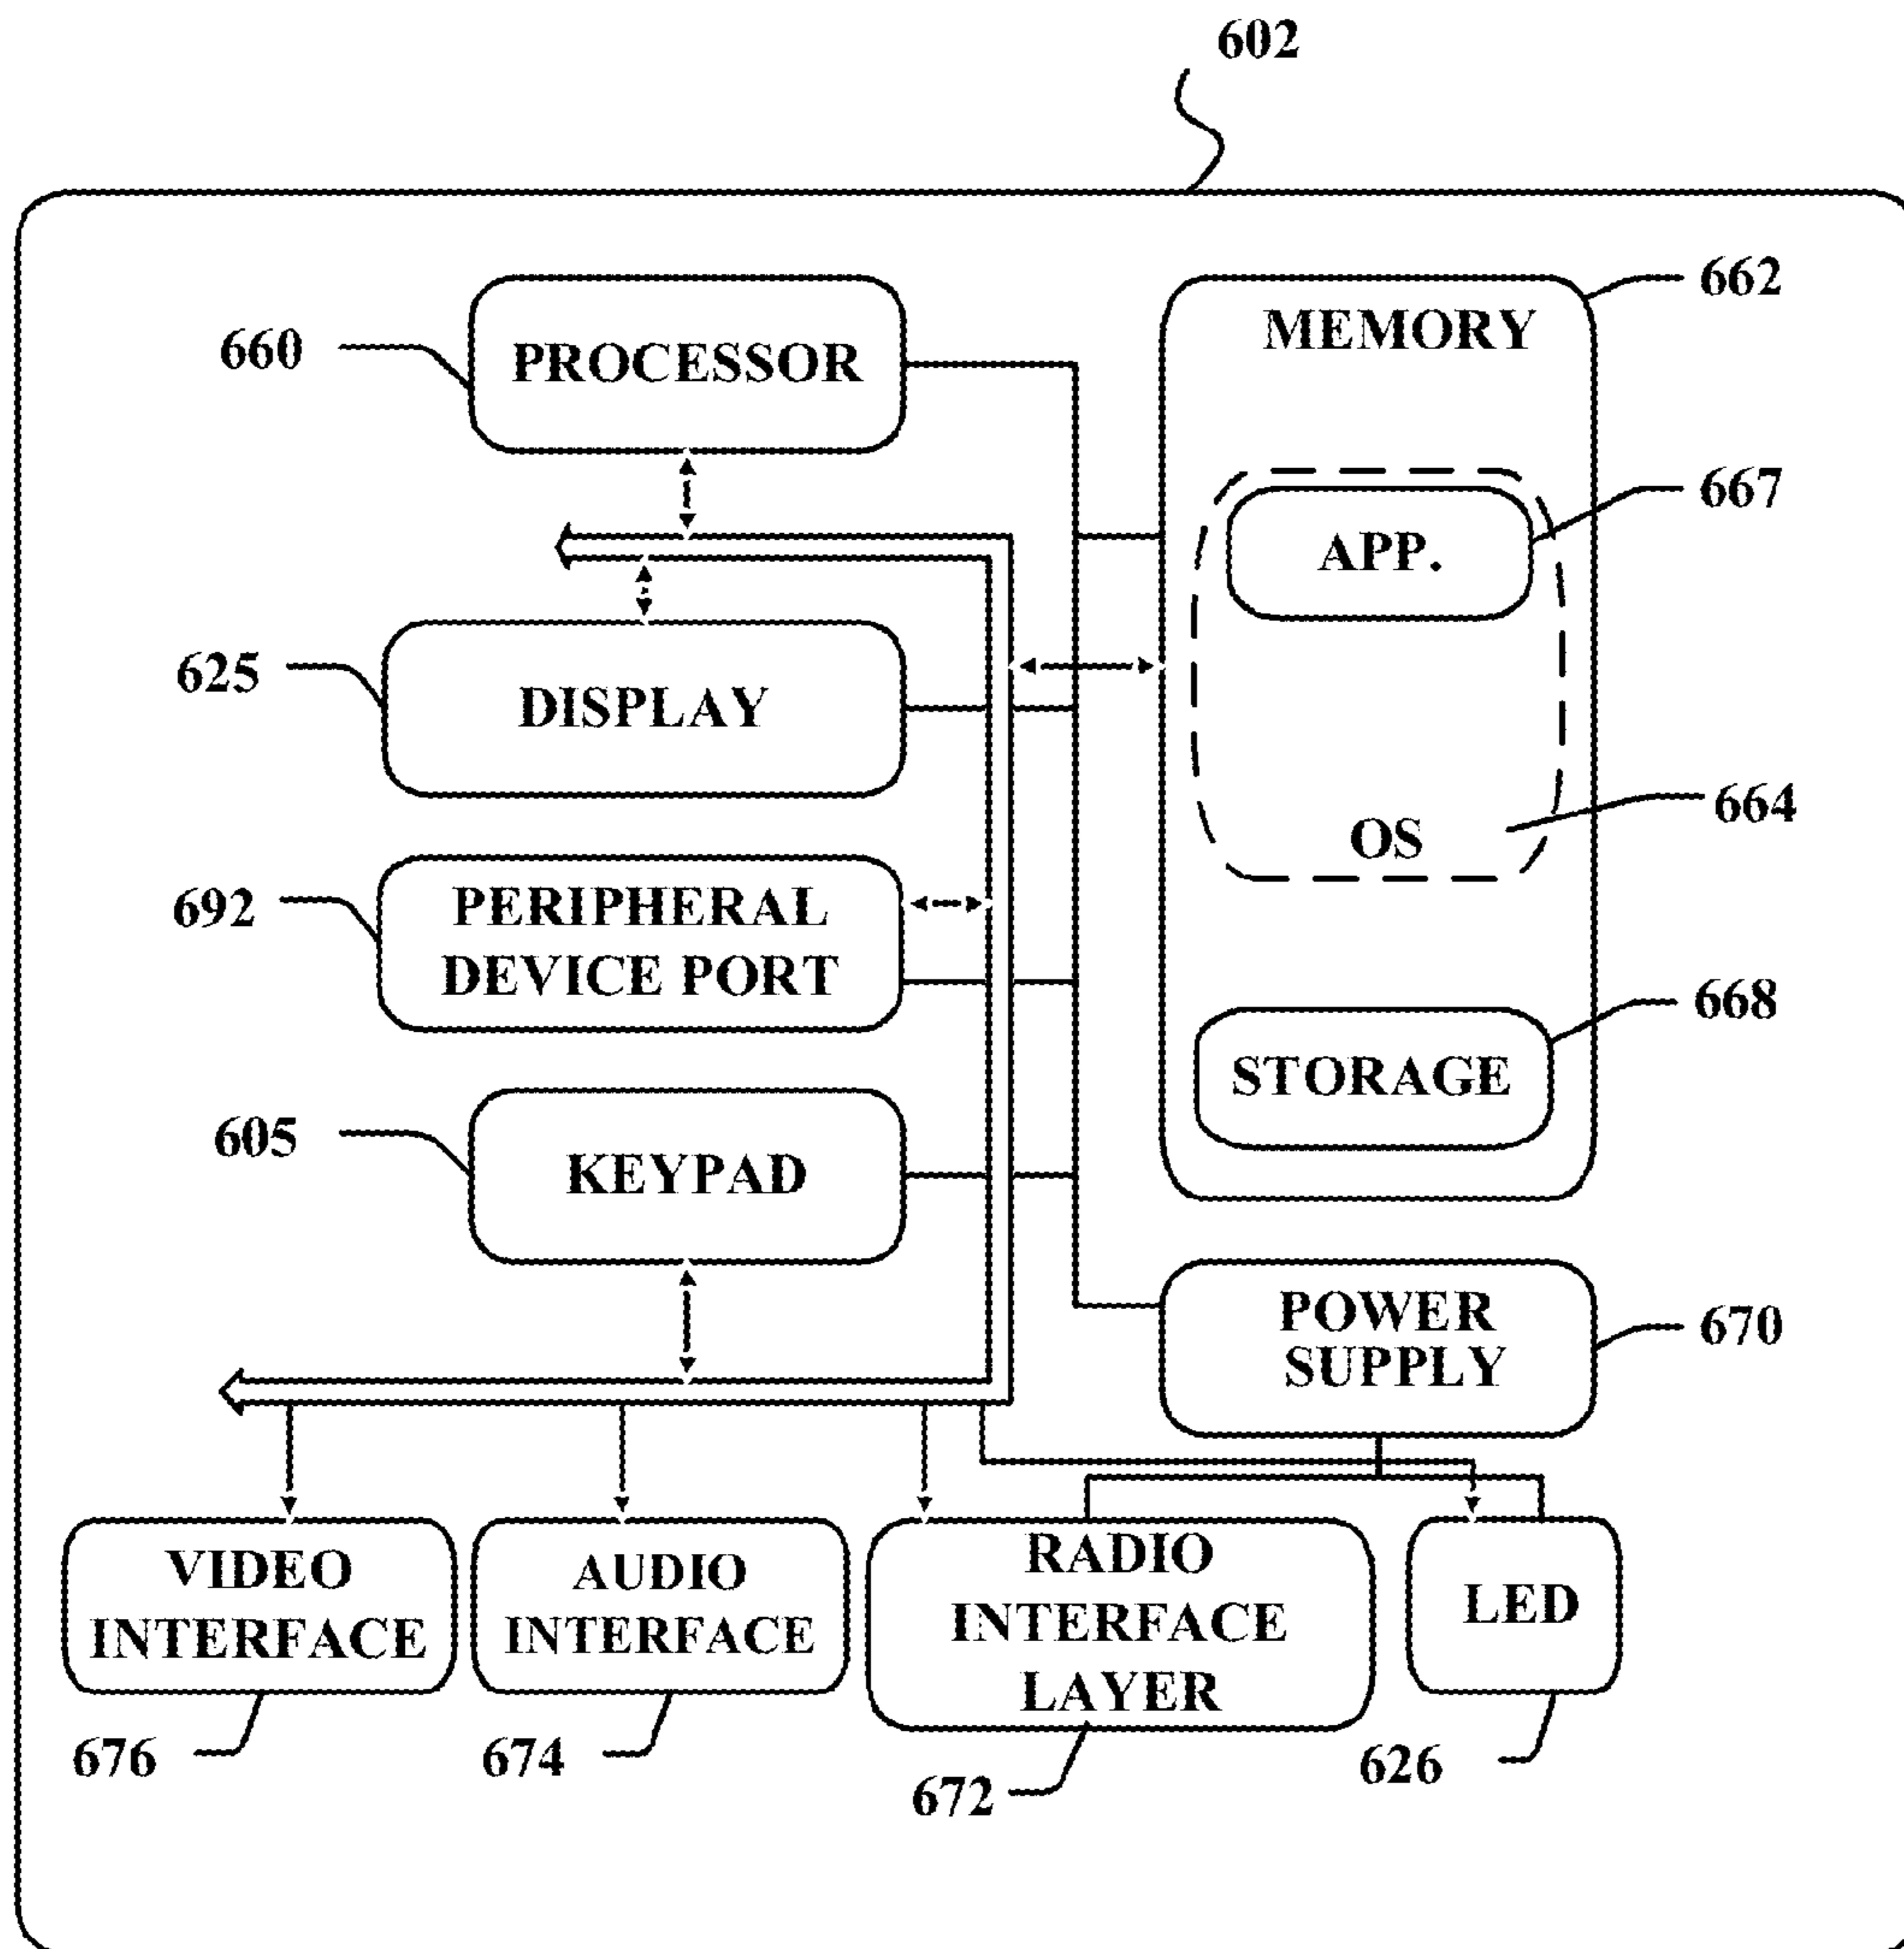 602
662
MEMORY
660
PROCESSOR
667
APP.
625
DISPLAY
664
OS
692
PERIPHERAL
DEVICE PORT
668
STORAGE
605
KEYPAD
POWER
SUPPLY
670
VIDEO
INTERFACE
AUDIO
INTERFACE
RADIO
INTERFACE
LAYER
LED
676
674
672
626